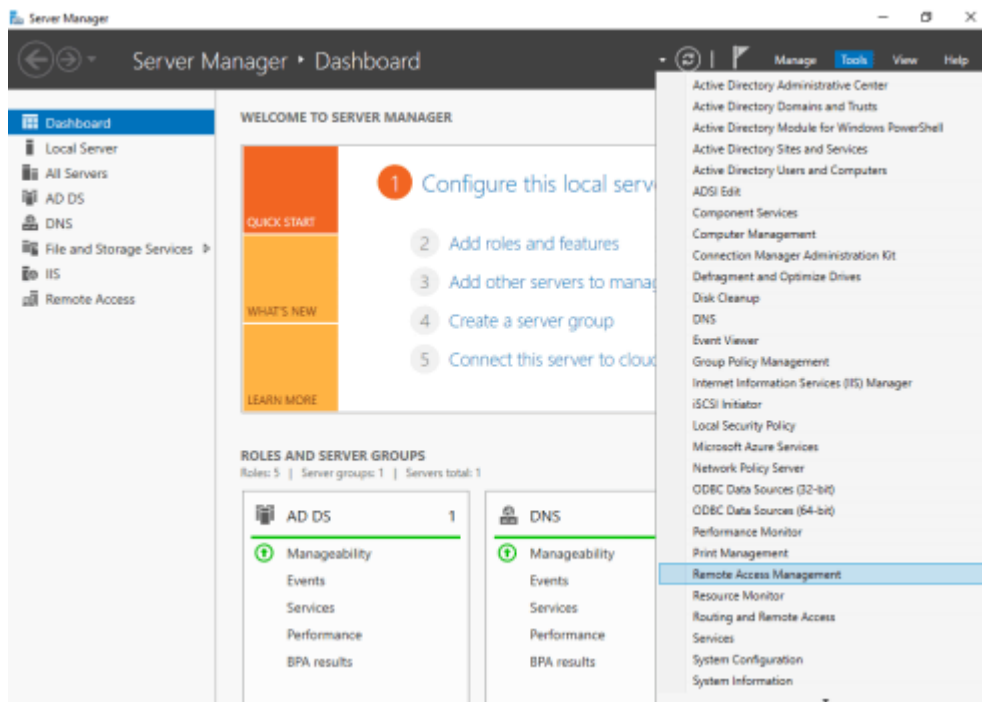 Server Manager
Server Manager • Dashboard
Manage Tools View Help
Dashboard
Local Server
All Servers
AD DS
DNS
File and Storage Services
IIS
Remote Access
WELCOME TO SERVER MANAGER
QUICK START
WHAT'S NEW
LEARN MORE
1 Configure this local serv
2 Add roles and features
3 Add other servers to manag
4 Create a server group
5 Connect this server to cloud
ROLES AND SERVER GROUPS
Roles: 5 | Server groups: 1 | Servers total: 1
AD DS 1
Manageability
Events
Services
Performance
BPA results
DNS
Manageability
Events
Services
Performance
BPA results
Active Directory Administrative Center
Active Directory Domains and Trusts
Active Directory Module for Windows PowerShell
Active Directory Sites and Services
Active Directory Users and Computers
ADSI Edit
Component Services
Computer Management
Connection Manager Administration Kit
Defragment and Optimize Drives
Disk Cleanup
DNS
Event Viewer
Group Policy Management
Internet Information Services (IIS) Manager
iSCSI Initiator
Local Security Policy
Microsoft Azure Services
Network Policy Server
ODBC Data Sources (32-bit)
ODBC Data Sources (64-bit)
Performance Monitor
Print Management
Remote Access Management
Resource Monitor
Routing and Remote Access
Services
System Configuration
System Information